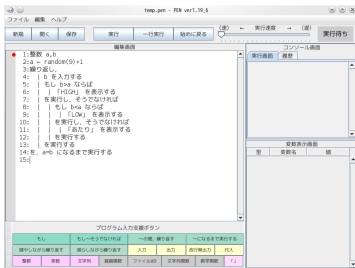 temp.pen - PEN ver1.19_6
ファイル 編集 ヘルプ
新規 開く 保存 実行 一行実行 始めに戻る (速) ← 実行速度 → (遅) 実行待ち
編集画面
1:整数 a,b
2:a ← random(9)+1
3:繰り返し,
4: | b を入力する
5: | もし b>a ならば
6: | | 「HIGH」 を表示する
7: | を実行し，そうでなければ
8: | | もし b<a ならば
9: | | | 「LOW」 を表示する
10: | | を実行し，そうでなければ
11: | | | 「あたり」 を表示する
12: | | を実行する
13: | を実行する
14:を，a=b になるまで実行する
15:
コンソール画面
実行画面 履歴
変数表示画面
型 変数名 値
プログラム入力支援ボタン
もし もし〜そうでなければ 〜の間，繰り返す 〜になるまで実行する
増やしながら繰り返す 減らしながら繰り返す 入力 出力 改行無出力 代入
整数 実数 文字列 文字列関数 数学関数 「」